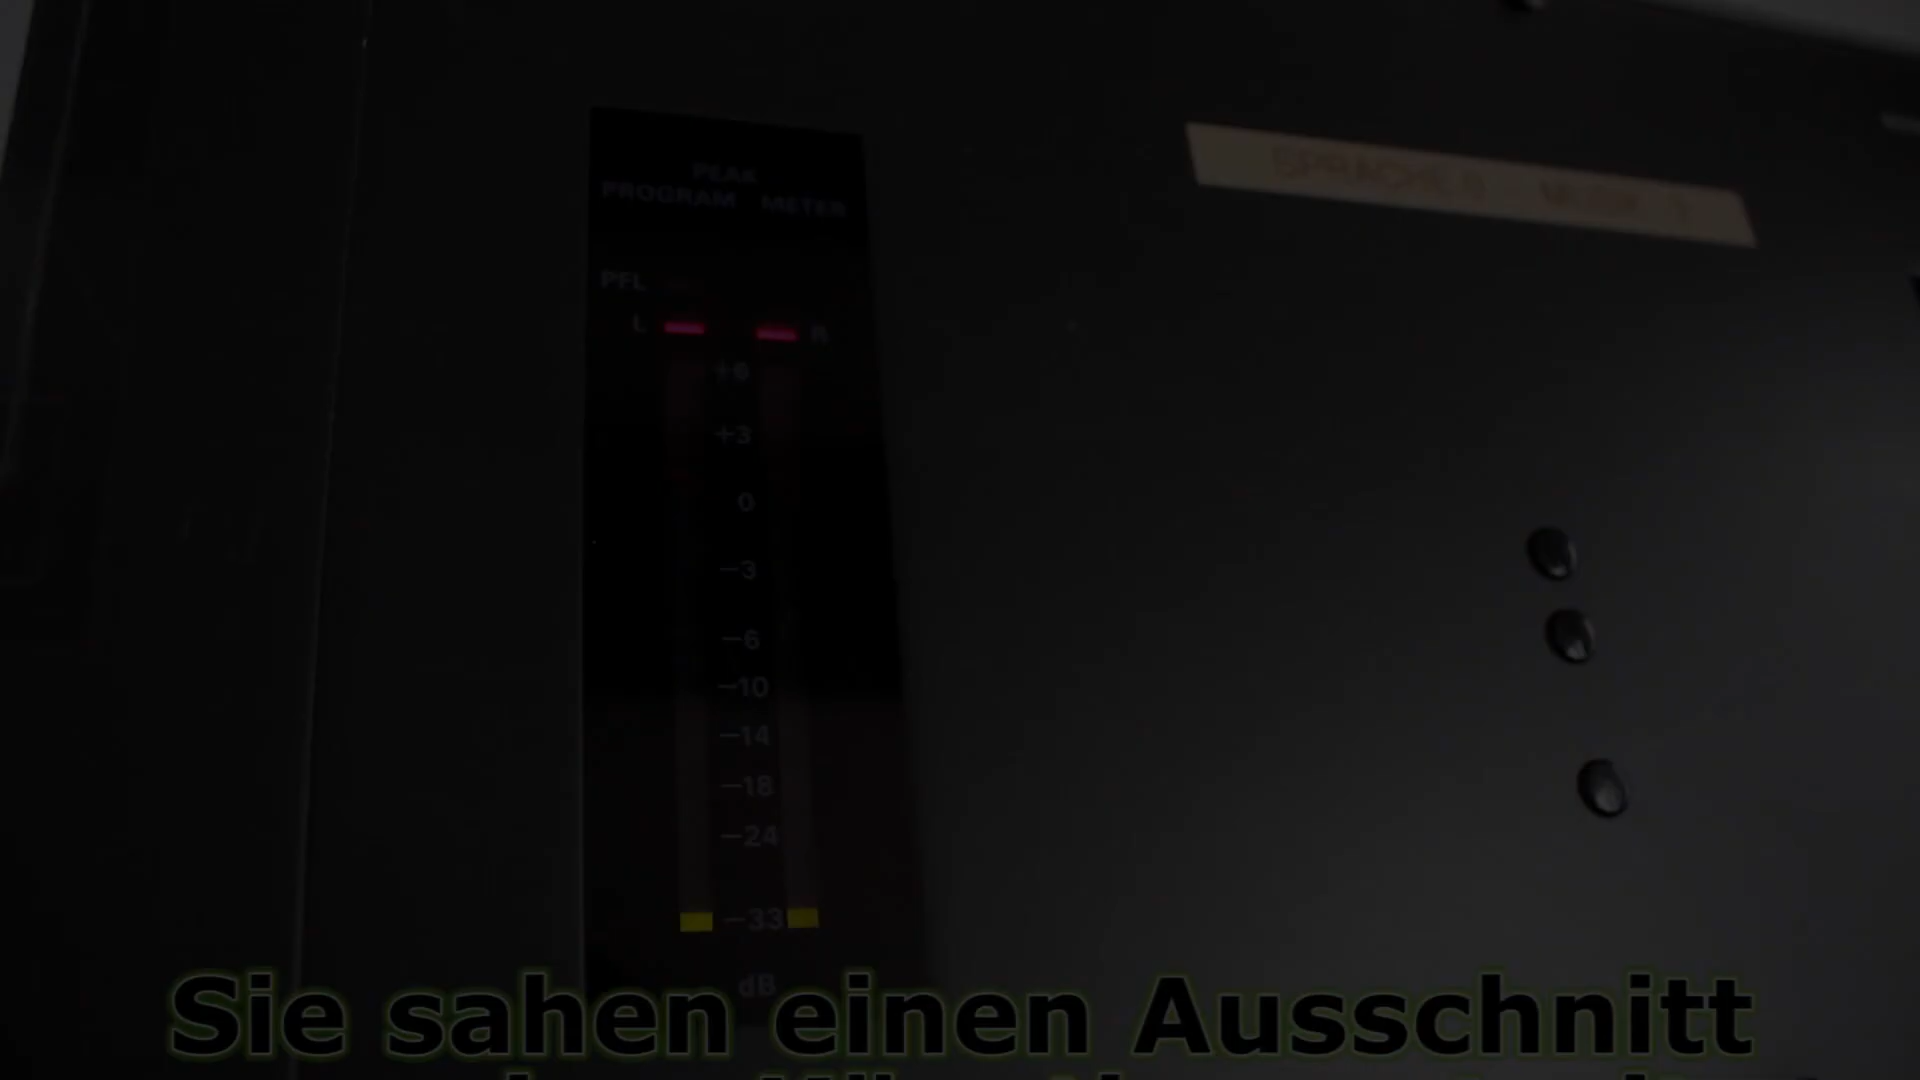 PEAK
PROGRAM METER
PFL
L R
+6
+3
0
−3
−6
−10
−14
−18
−24
−33
dB
Sie sahen einen Ausschnitt